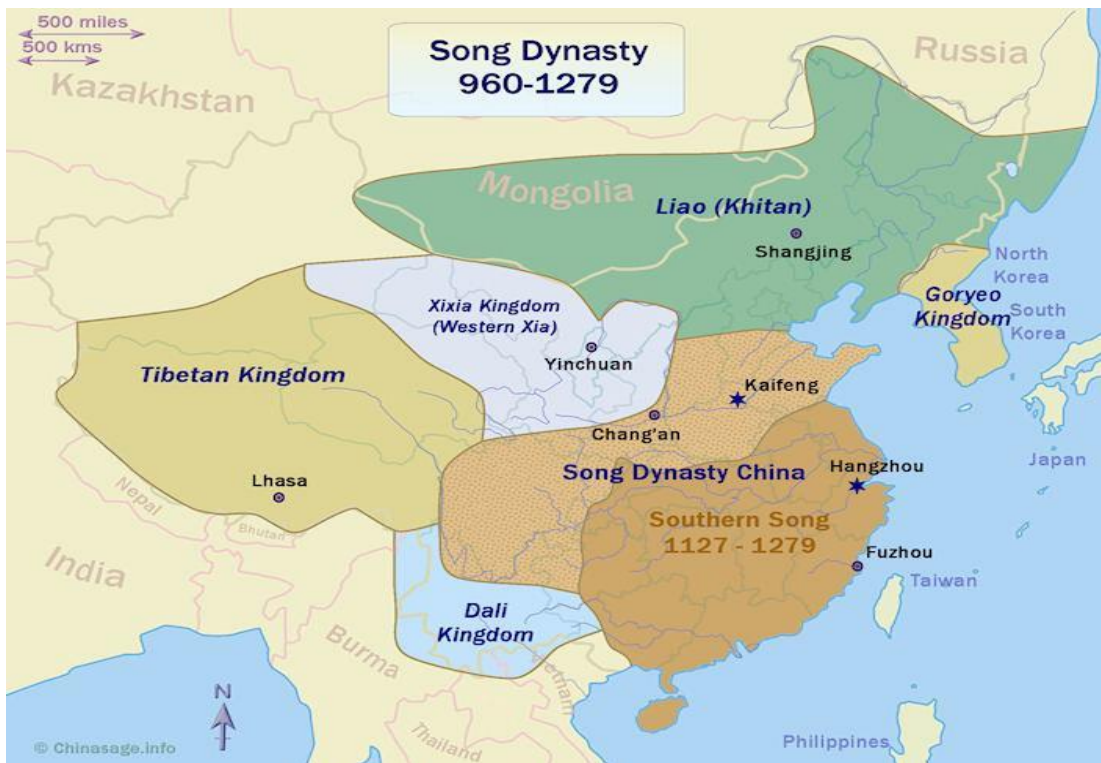 500 miles
500 kms
Song Dynasty
960-1279
Russia
Kazakhstan
Mongolia
Liao (Khitan)
Shangjing
North
Korea
Goryeo
Kingdom
South
Korea
Xixia Kingdom
(Western Xia)
Yinchuan
Tibetan Kingdom
Kaifeng
Chang'an
Song Dynasty China
Hangzhou
Japan
Lhasa
Nepal
Bhutan
Southern Song
1127 - 1279
Fuzhou
Taiwan
India
Dali
Kingdom
Burma
Vietnam
N
Thailand
Philippines
© Chinasage.info